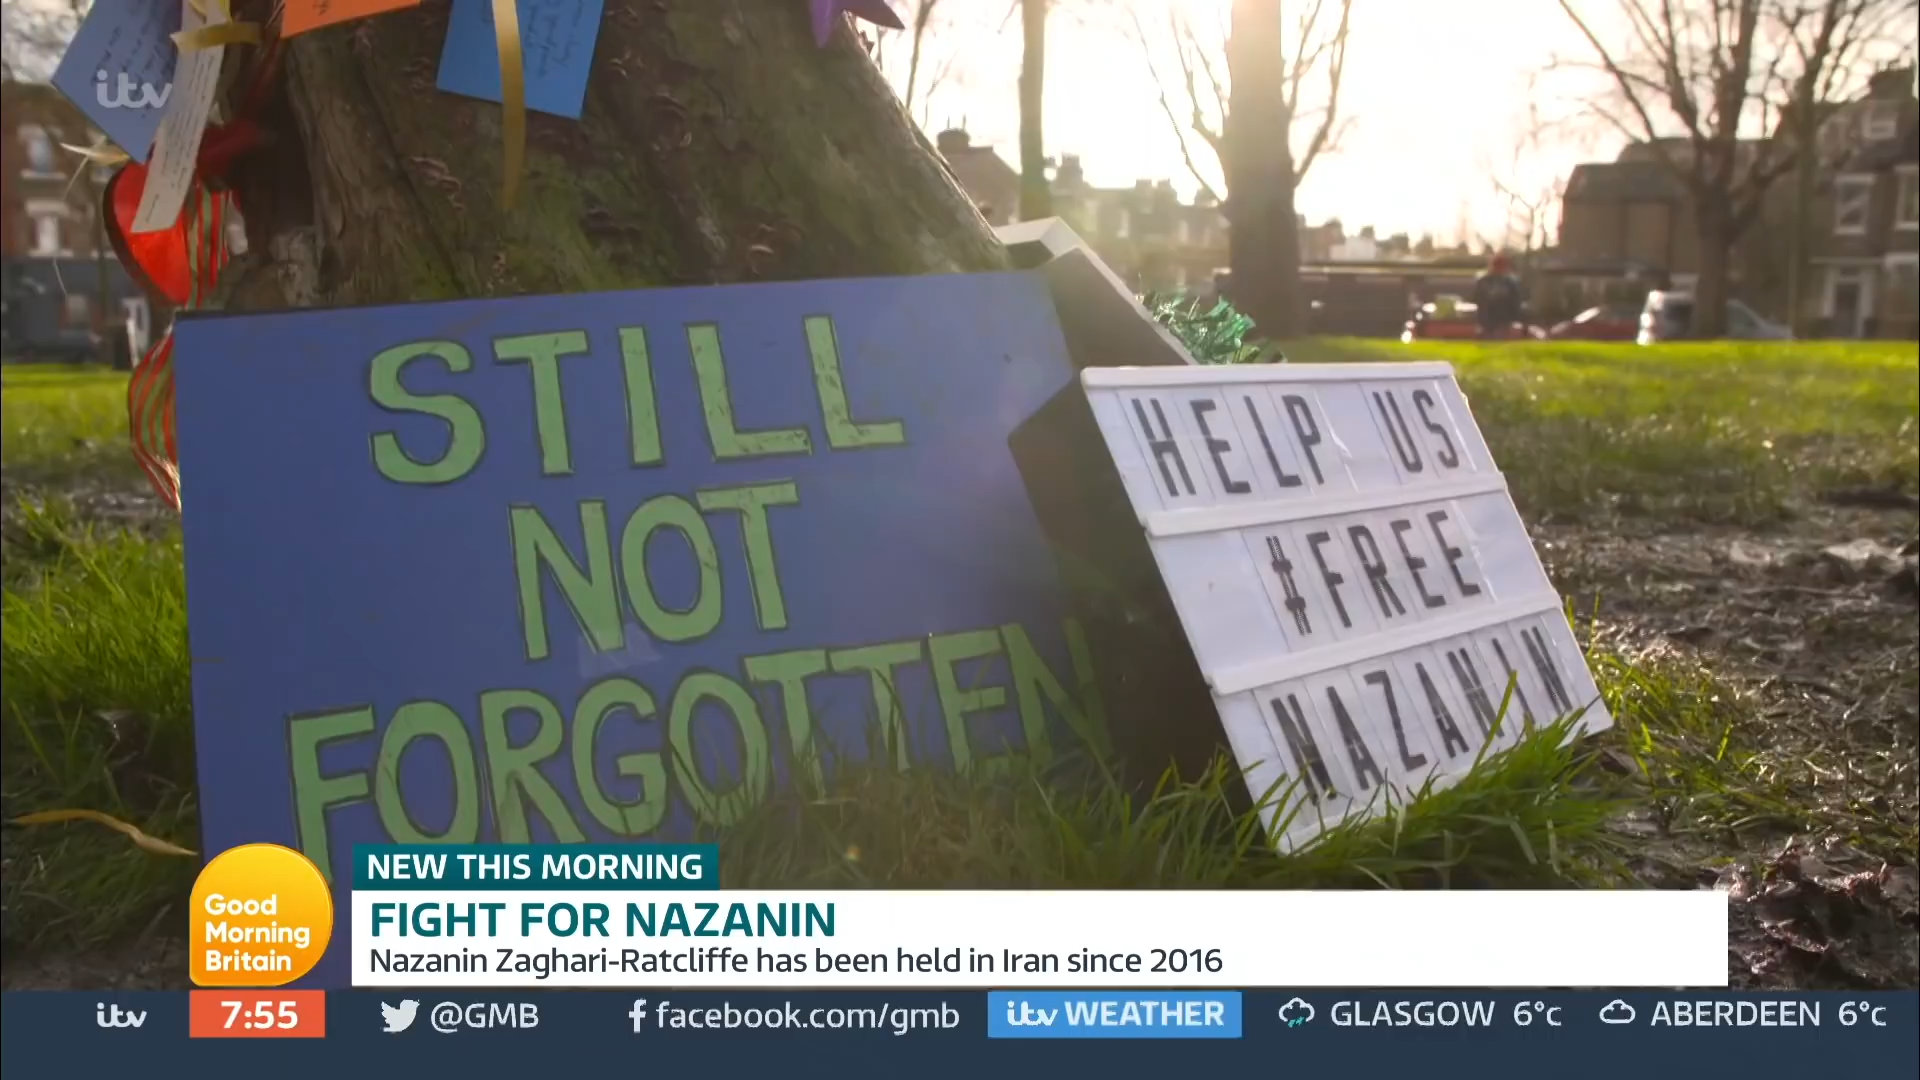 itv
STILL
NOT
FORGOTTEN
HELP US
#FREE
NAZANIN
NEW THIS MORNING
FIGHT FOR NAZANIN
Nazanin Zaghari-Ratcliffe has been held in Iran since 2016
Good
Morning
Britain
itv 7:55 @GMB facebook.com/gmb itv WEATHER GLASGOW 6°c ABERDEEN 6°c